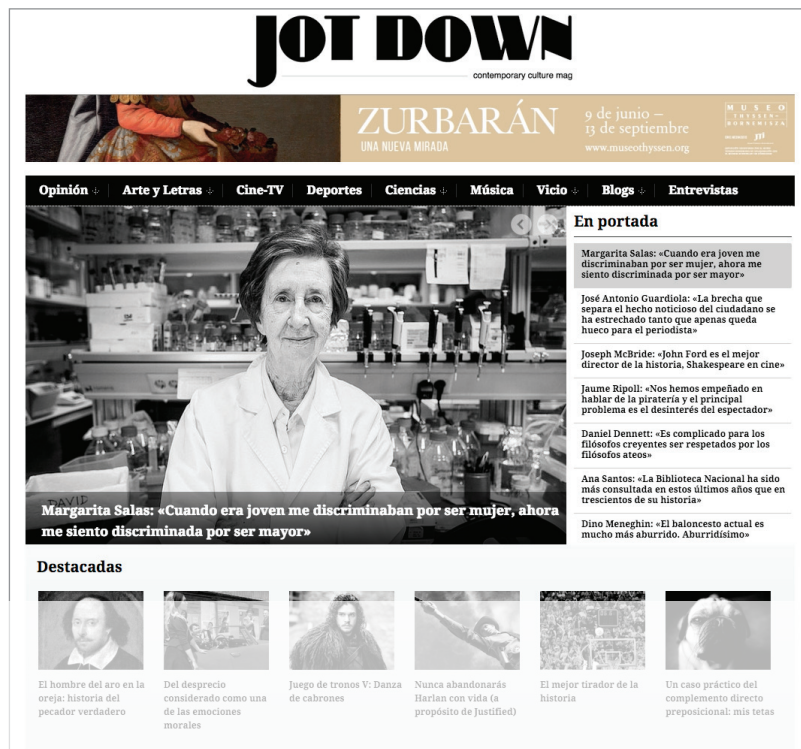 JOT DOWN
contemporary culture mag
ZURBARÁN
UNA NUEVA MIRADA
9 de junio –
13 de septiembre
www.museothyssen.org
MUSEO
THYSSEN-
BORNEMISZA
Opinión
Arte y Letras
Cine-TV
Deportes
Ciencias
Música
Vicio
Blogs
Entrevistas
DAVID
Margarita Salas: «Cuando era joven me discriminaban por ser mujer, ahora
me siento discriminada por ser mayor»
En portada
Margarita Salas: «Cuando era joven me
discriminaban por ser mujer, ahora me
siento discriminada por ser mayor»
José Antonio Guardiola: «La brecha que
separa el hecho noticioso del ciudadano se
ha estrechado tanto que apenas queda
hueco para el periodista»
Joseph McBride: «John Ford es el mejor
director de la historia, Shakespeare en cine»
Jaume Ripoll: «Nos hemos empeñado en
hablar de la piratería y el principal
problema es el desinterés del espectador»
Daniel Dennett: «Es complicado para los
filósofos creyentes ser respetados por los
filósofos ateos»
Ana Santos: «La Biblioteca Nacional ha sido
más consultada en estos últimos años que en
trescientos de su historia»
Dino Meneghin: «El baloncesto actual es
mucho más aburrido. Aburridísimo»
Destacadas
El hombre del aro en la
oreja: historia del
pecador verdadero
Del desprecio
considerado como una
de las emociones
morales
Juego de tronos V: Danza
de cabrones
Nunca abandonarás
Harlan con vida (a
propósito de Justified)
El mejor tirador de la
historia
Un caso práctico del
complemento directo
preposicional: mis tetas